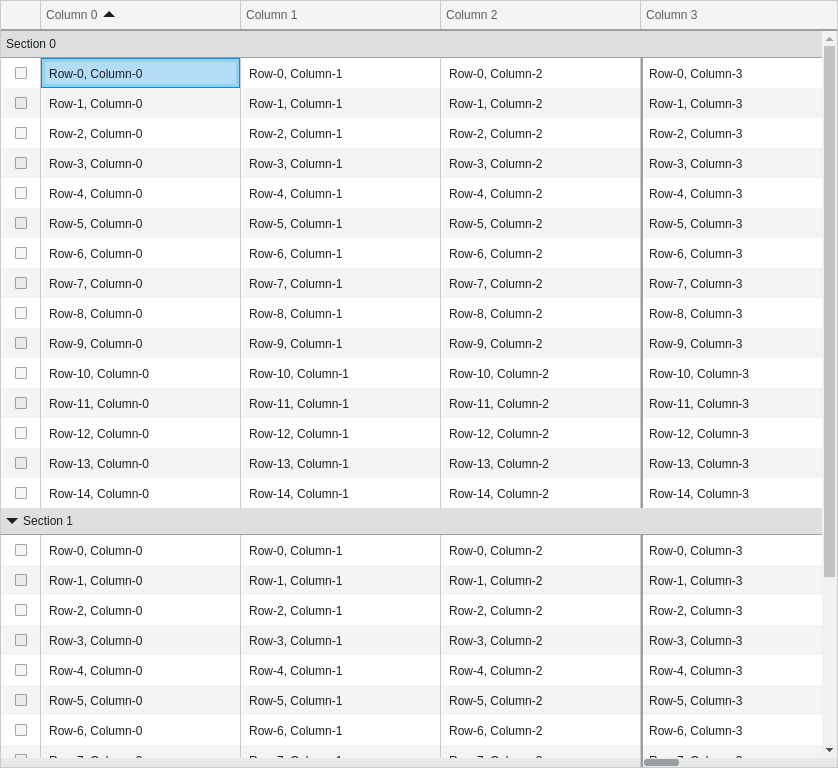 Column 0 Column 1 Column 2 Column 3
Section 0
Row-0, Column-0 Row-0, Column-1 Row-0, Column-2 Row-0, Column-3
Row-1, Column-0 Row-1, Column-1 Row-1, Column-2 Row-1, Column-3
Row-2, Column-0 Row-2, Column-1 Row-2, Column-2 Row-2, Column-3
Row-3, Column-0 Row-3, Column-1 Row-3, Column-2 Row-3, Column-3
Row-4, Column-0 Row-4, Column-1 Row-4, Column-2 Row-4, Column-3
Row-5, Column-0 Row-5, Column-1 Row-5, Column-2 Row-5, Column-3
Row-6, Column-0 Row-6, Column-1 Row-6, Column-2 Row-6, Column-3
Row-7, Column-0 Row-7, Column-1 Row-7, Column-2 Row-7, Column-3
Row-8, Column-0 Row-8, Column-1 Row-8, Column-2 Row-8, Column-3
Row-9, Column-0 Row-9, Column-1 Row-9, Column-2 Row-9, Column-3
Row-10, Column-0 Row-10, Column-1 Row-10, Column-2 Row-10, Column-3
Row-11, Column-0 Row-11, Column-1 Row-11, Column-2 Row-11, Column-3
Row-12, Column-0 Row-12, Column-1 Row-12, Column-2 Row-12, Column-3
Row-13, Column-0 Row-13, Column-1 Row-13, Column-2 Row-13, Column-3
Row-14, Column-0 Row-14, Column-1 Row-14, Column-2 Row-14, Column-3
Section 1
Row-0, Column-0 Row-0, Column-1 Row-0, Column-2 Row-0, Column-3
Row-1, Column-0 Row-1, Column-1 Row-1, Column-2 Row-1, Column-3
Row-2, Column-0 Row-2, Column-1 Row-2, Column-2 Row-2, Column-3
Row-3, Column-0 Row-3, Column-1 Row-3, Column-2 Row-3, Column-3
Row-4, Column-0 Row-4, Column-1 Row-4, Column-2 Row-4, Column-3
Row-5, Column-0 Row-5, Column-1 Row-5, Column-2 Row-5, Column-3
Row-6, Column-0 Row-6, Column-1 Row-6, Column-2 Row-6, Column-3